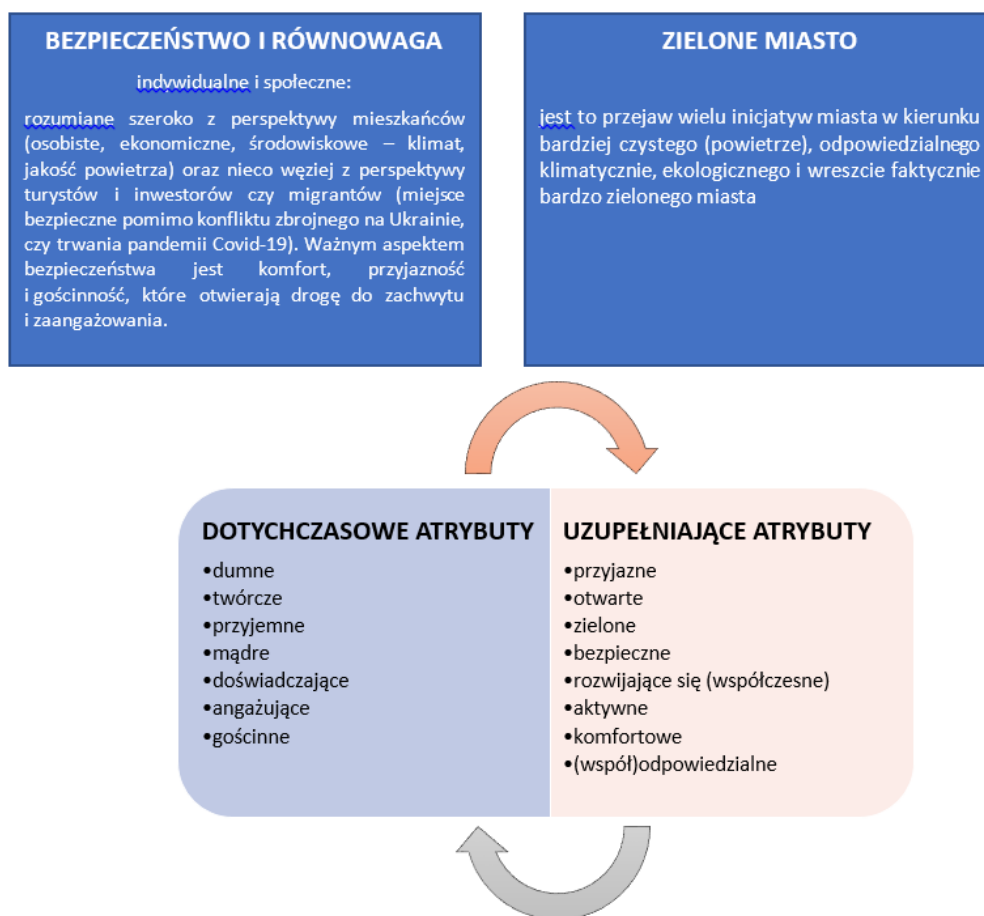 BEZPIECZEŃSTWO I RÓWNOWAGA
indywidualne i społeczne:
rozumiane szeroko z perspektywy mieszkańców
(osobiste, ekonomiczne, środowiskowe – klimat,
jakość powietrza) oraz nieco węziej z perspektywy
turystów i inwestorów czy migrantów (miejsce
bezpieczne pomimo konfliktu zbrojnego na Ukrainie,
czy trwania pandemii Covid-19). Ważnym aspektem
bezpieczeństwa jest komfort, przyjazność
i gościnność, które otwierają drogę do zachwytu
i zaangażowania.
ZIELONE MIASTO
jest to przejaw wielu inicjatyw miasta w kierunku
bardziej czystego (powietrze), odpowiedzialnego
klimatycznie, ekologicznego i wreszcie faktycznie
bardzo zielonego miasta
DOTYCHCZASOWE ATRYBUTY
•dumne
•twórcze
•przyjemne
•mądre
•doświadczające
•angażujące
•gościnne
UZUPEŁNIAJĄCE ATRYBUTY
•przyjazne
•otwarte
•zielone
•bezpieczne
•rozwijające się (współczesne)
•aktywne
•komfortowe
•(współ)odpowiedzialne